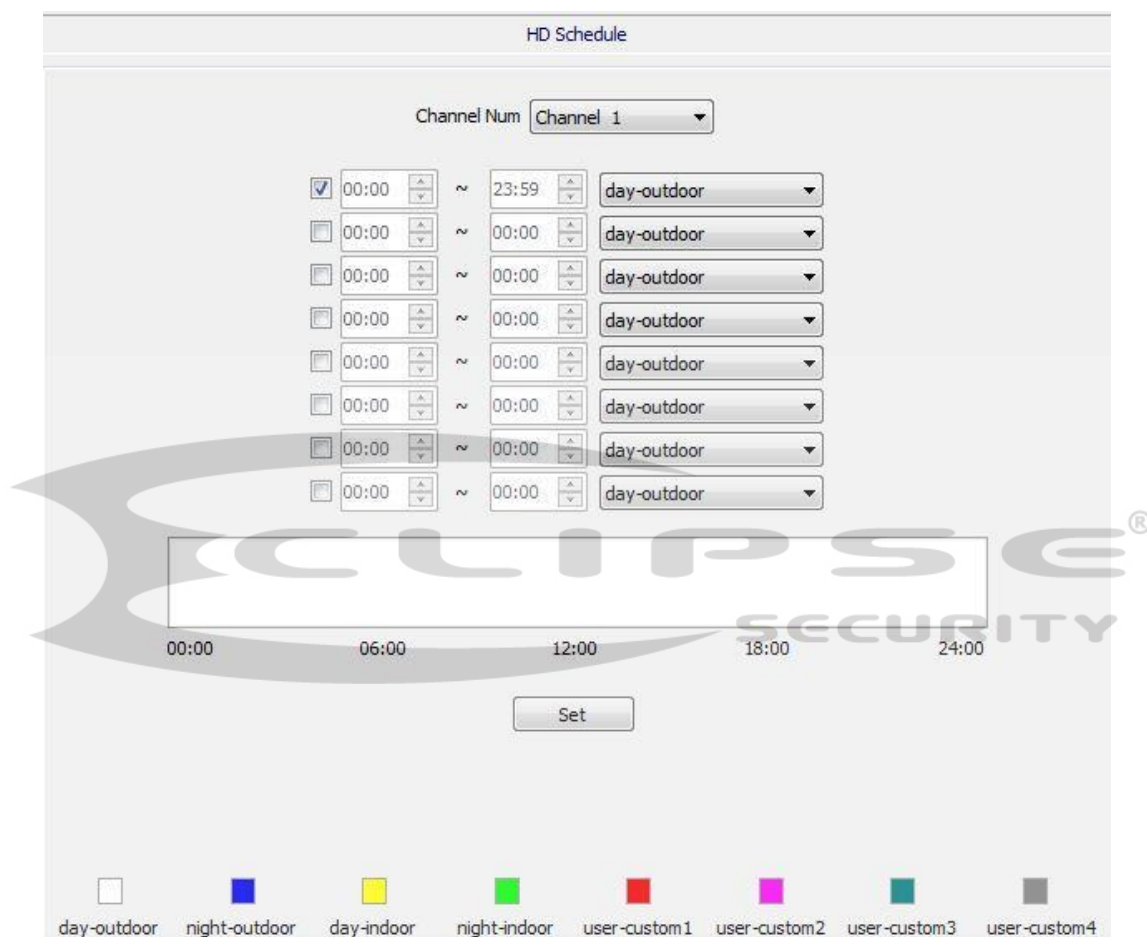 HD Schedule
Channel Num Channel 1
00:00 ~ 23:59 day-outdoor
00:00 ~ 00:00 day-outdoor
00:00 ~ 00:00 day-outdoor
00:00 ~ 00:00 day-outdoor
00:00 ~ 00:00 day-outdoor
00:00 ~ 00:00 day-outdoor
00:00 ~ 00:00 day-outdoor
00:00 ~ 00:00 day-outdoor
ECLIPSE®
SECURITY
00:00 06:00 12:00 18:00 24:00
Set
day-outdoor night-outdoor day-indoor night-indoor user-custom1 user-custom2 user-custom3 user-custom4